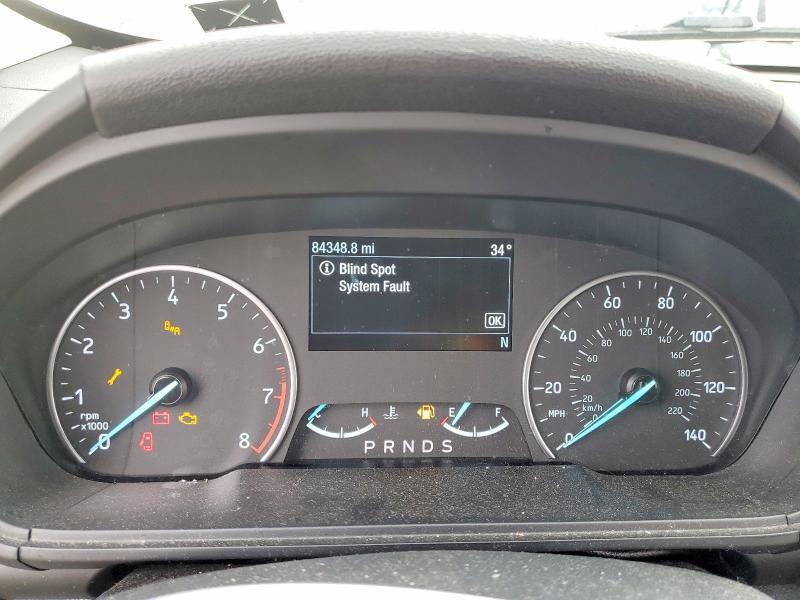 84348.8 mi 34°
i Blind Spot
System Fault
OK
N
0 1 2 3 4 5 6 7 8
rpm
x1000
A
C H
E F
P R N D S
0 20 40 60 80 100 120 140
MPH
km/h
0 20 40 60 80 100 120 140 160 200 220